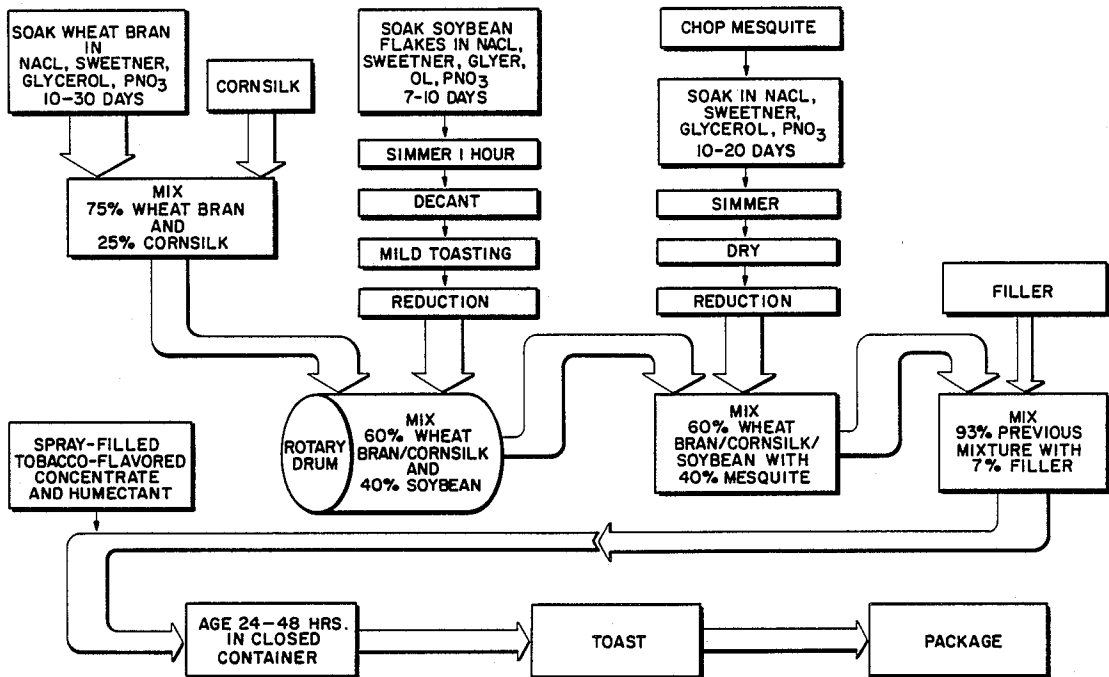 SOAK WHEAT BRAN
IN
NACL, SWEETNER,
GLYCEROL, PNO3
10-30 DAYS
CORNSILK
SOAK SOYBEAN
FLAKES IN NACL,
SWEETNER, GLYER,
OL, PNO3
7-10 DAYS
CHOP MESQUITE
SOAK IN NACL,
SWEETNER,
GLYCEROL, PNO3
10-20 DAYS
SIMMER 1 HOUR
DECANT
MILD TOASTING
REDUCTION
SIMMER
DRY
REDUCTION
MIX
75% WHEAT BRAN
AND
25% CORNSILK
FILLER
ROTARY
DRUM
MIX
60% WHEAT
BRAN/CORNSILK
AND
40% SOYBEAN
MIX
60% WHEAT
BRAN/CORNSILK/
SOYBEAN WITH
40% MESQUITE
MIX
93% PREVIOUS
MIXTURE WITH
7% FILLER
SPRAY-FILLED
TOBACCO-FLAVORED
CONCENTRATE
AND HUMECTANT
AGE 24-48 HRS.
IN CLOSED
CONTAINER
TOAST
PACKAGE